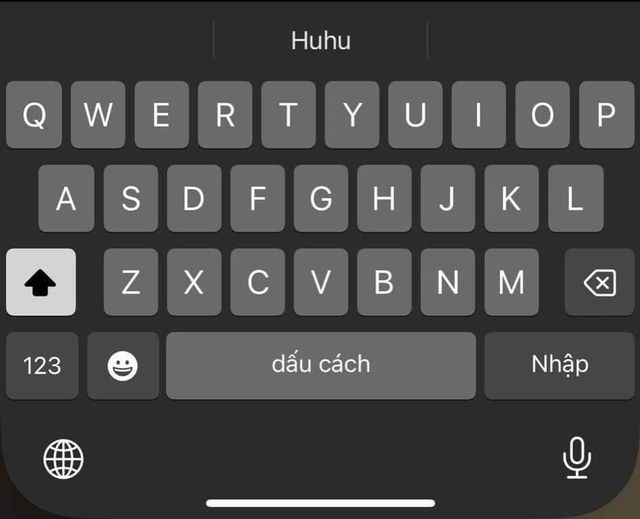 Huhu
Q W E R T Y U I O P
A S D F G H J K L
Z X C V B N M
123 dấu cách Nhập